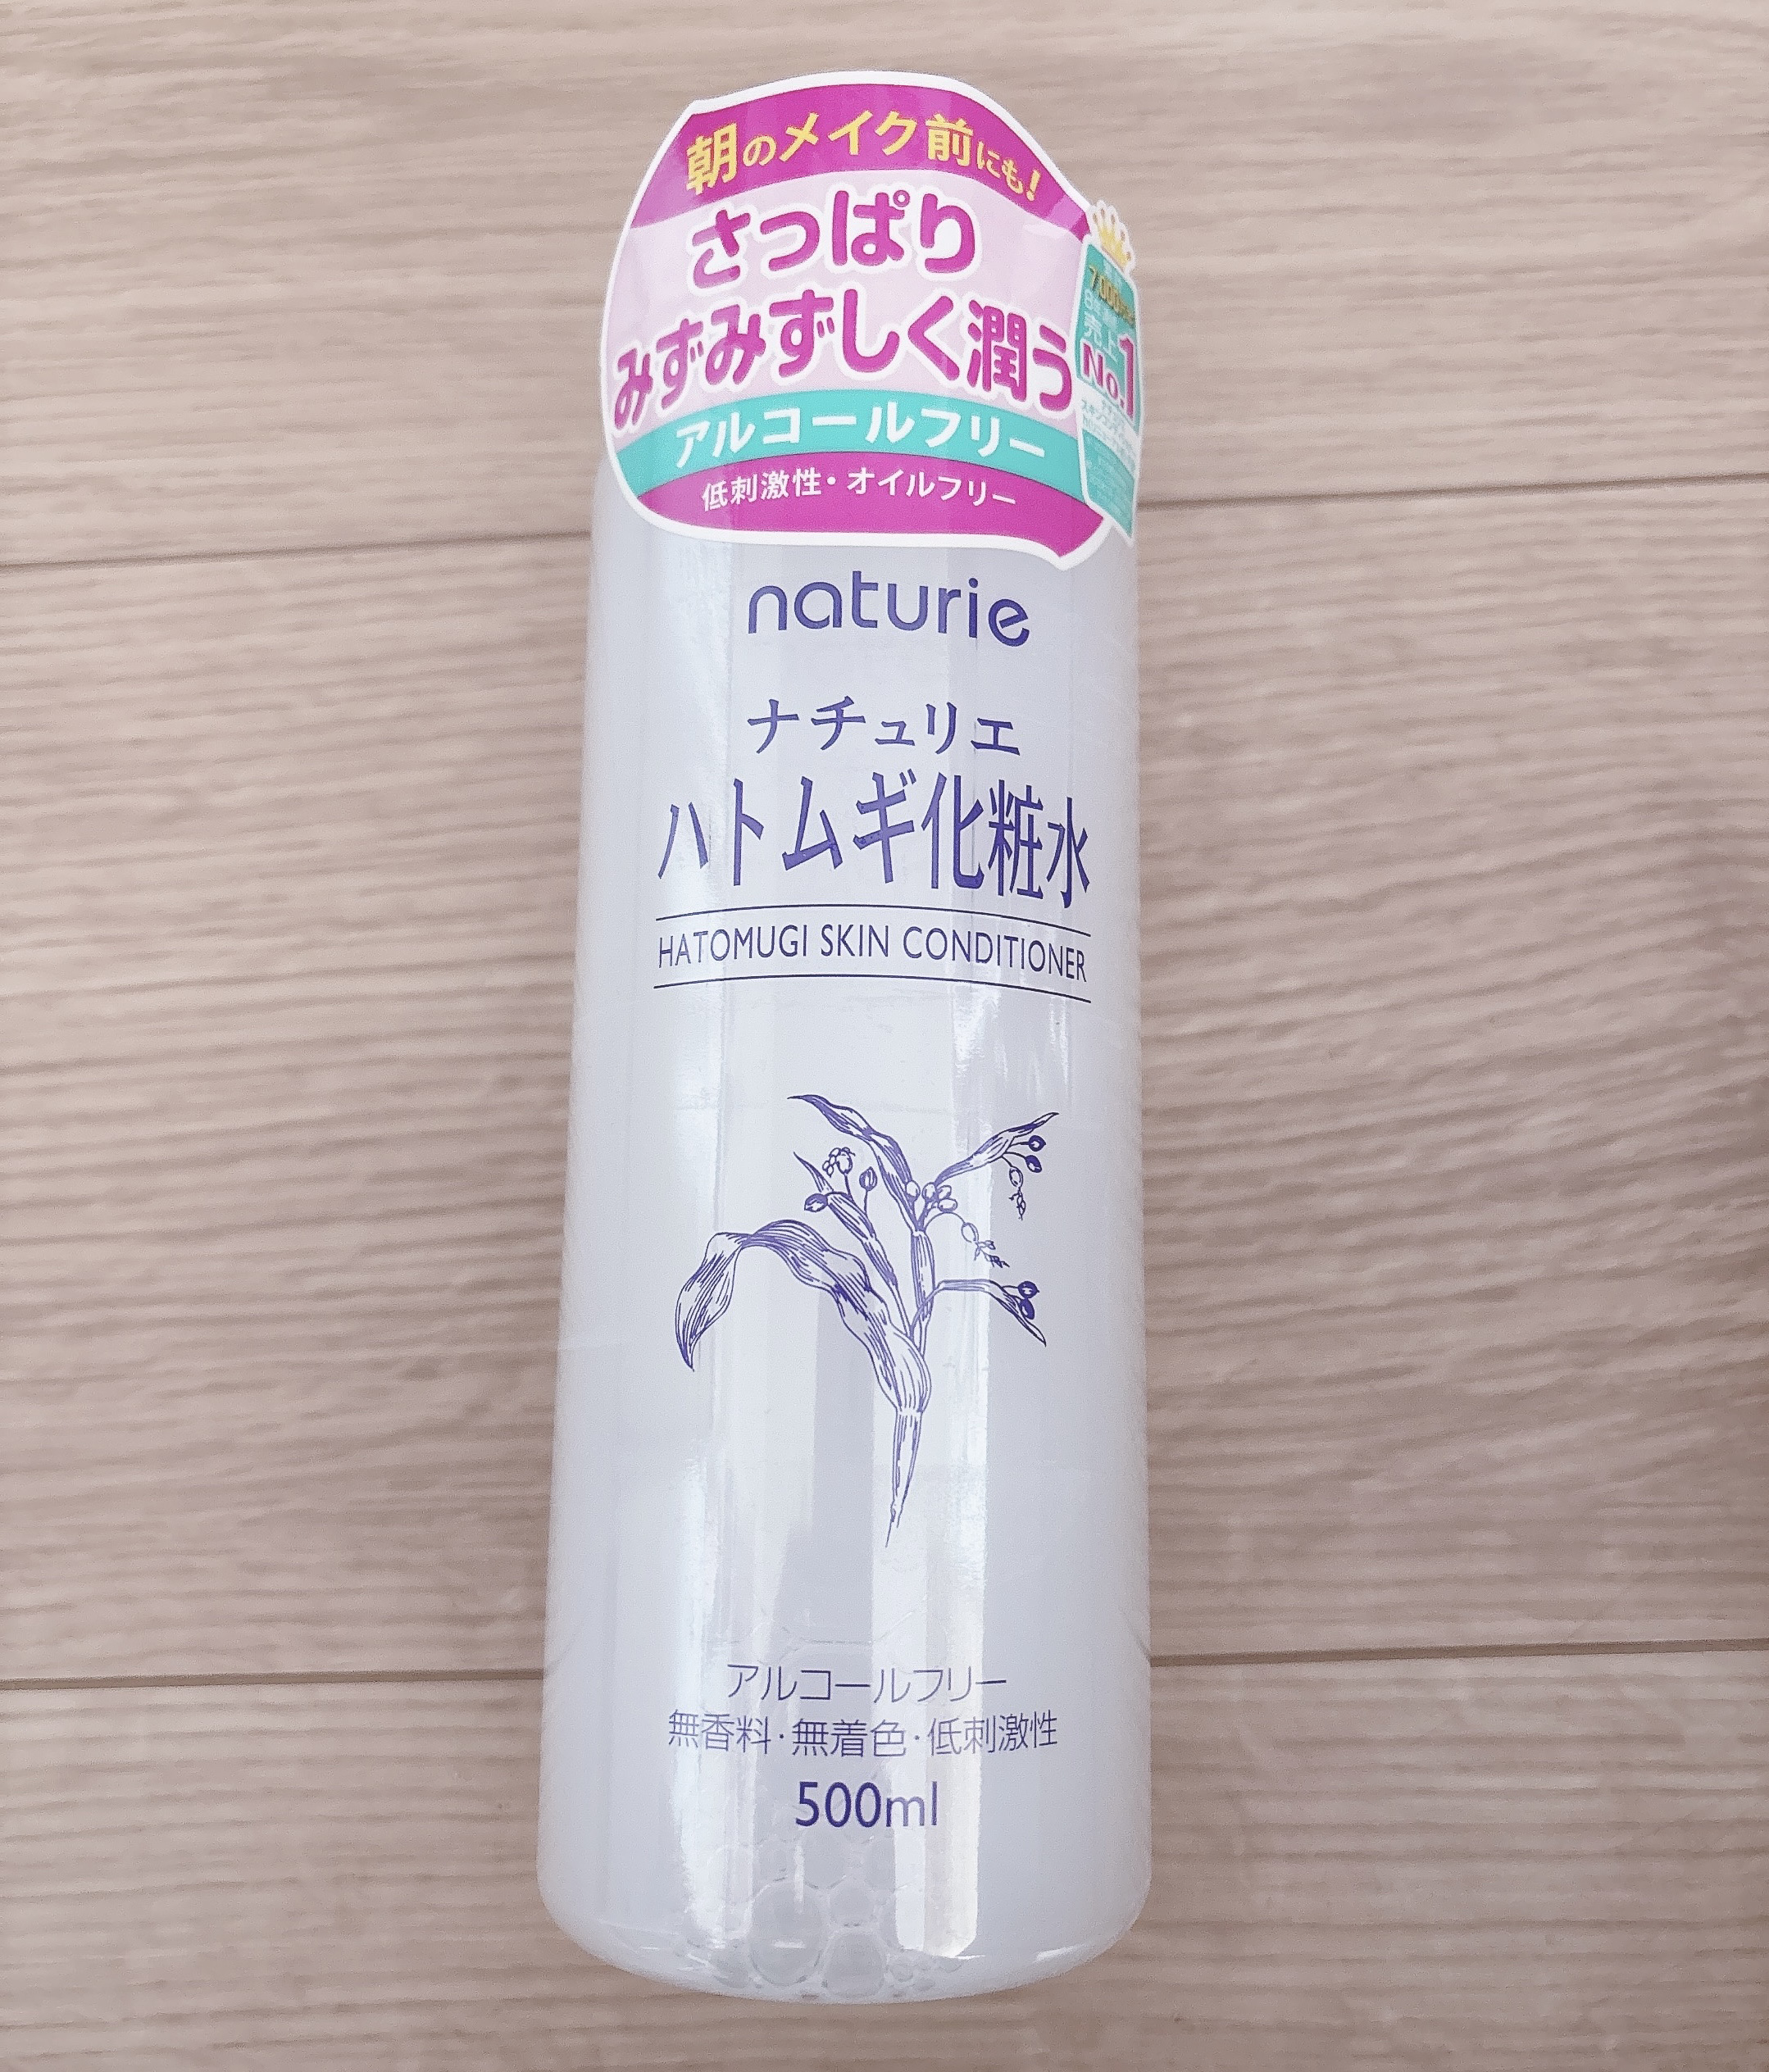 朝のメイク前にも!
さっぱり
みずみずしく潤う
アルコールフリー
低刺激性・オイルフリー
売上
No.1
naturie
ナチュリエ
ハトムギ化粧水
HATOMUGI SKIN CONDITIONER
アルコールフリー
無香料・無着色・低刺激性
500ml